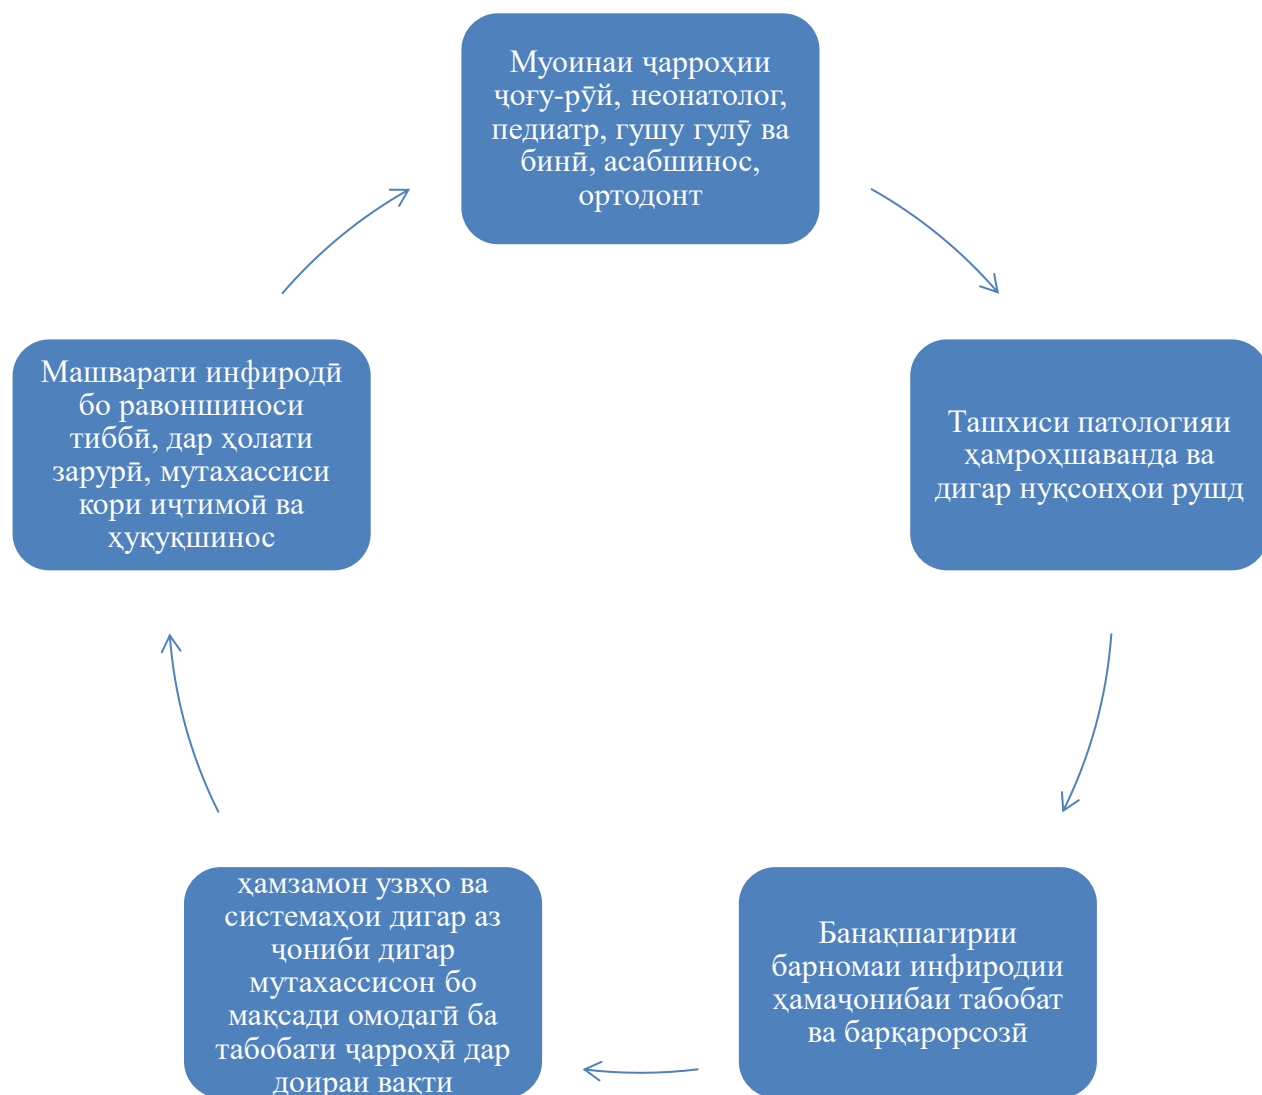 Муоинаи ҷарроҳии
ҷоғу-рӯй, неонатолог,
педиатр, гушу гулӯ ва
бинӣ, асабшинос,
ортодонт
Ташхиси патологияи
ҳамроҳшаванда ва
дигар нуқсонҳои рушд
Банақшагирии
барномаи инфиродии
ҳамаҷонибаи табобат
ва барқарорсозӣ
ҳамзамон узвҳо ва
системаҳои дигар аз
ҷониби дигар
мутахассисон бо
мақсади омодагӣ ба
табобати ҷарроҳӣ дар
доираи вақти
Машварати инфиродӣ
бо равоншиноси
тиббӣ, дар ҳолати
зарурӣ, мутахассиси
кори иҷтимоӣ ва
ҳуқуқшинос